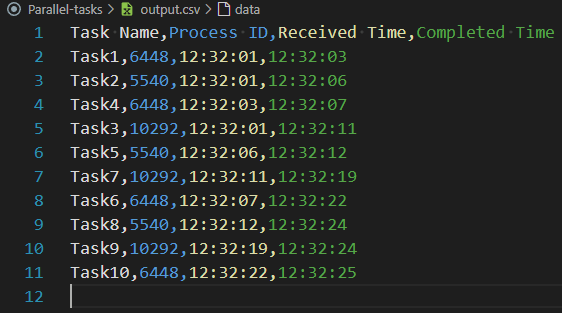 Parallel-tasks > output.csv > data
1 Task Name,Process ID,Received Time,Completed Time
2 Task1,6448,12:32:01,12:32:03
3 Task2,5540,12:32:01,12:32:06
4 Task4,6448,12:32:03,12:32:07
5 Task3,10292,12:32:01,12:32:11
6 Task5,5540,12:32:06,12:32:12
7 Task7,10292,12:32:11,12:32:19
8 Task6,6448,12:32:07,12:32:22
9 Task8,5540,12:32:12,12:32:24
10 Task9,10292,12:32:19,12:32:24
11 Task10,6448,12:32:22,12:32:25
12